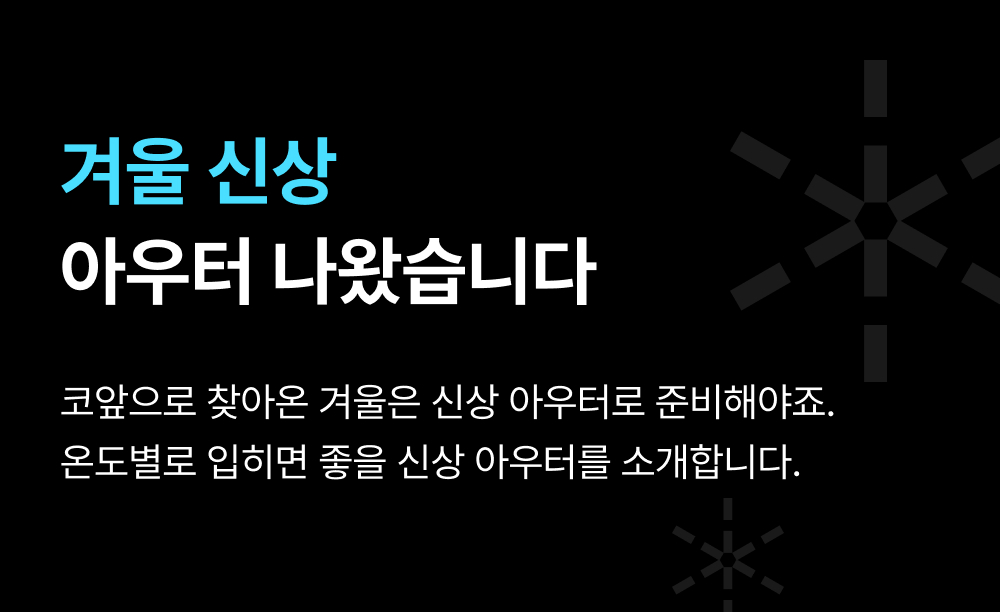 겨울 신상
아우터 나왔습니다
코앞으로 찾아온 겨울은 신상 아우터로 준비해야죠.
온도별로 입히면 좋을 신상 아우터를 소개합니다.